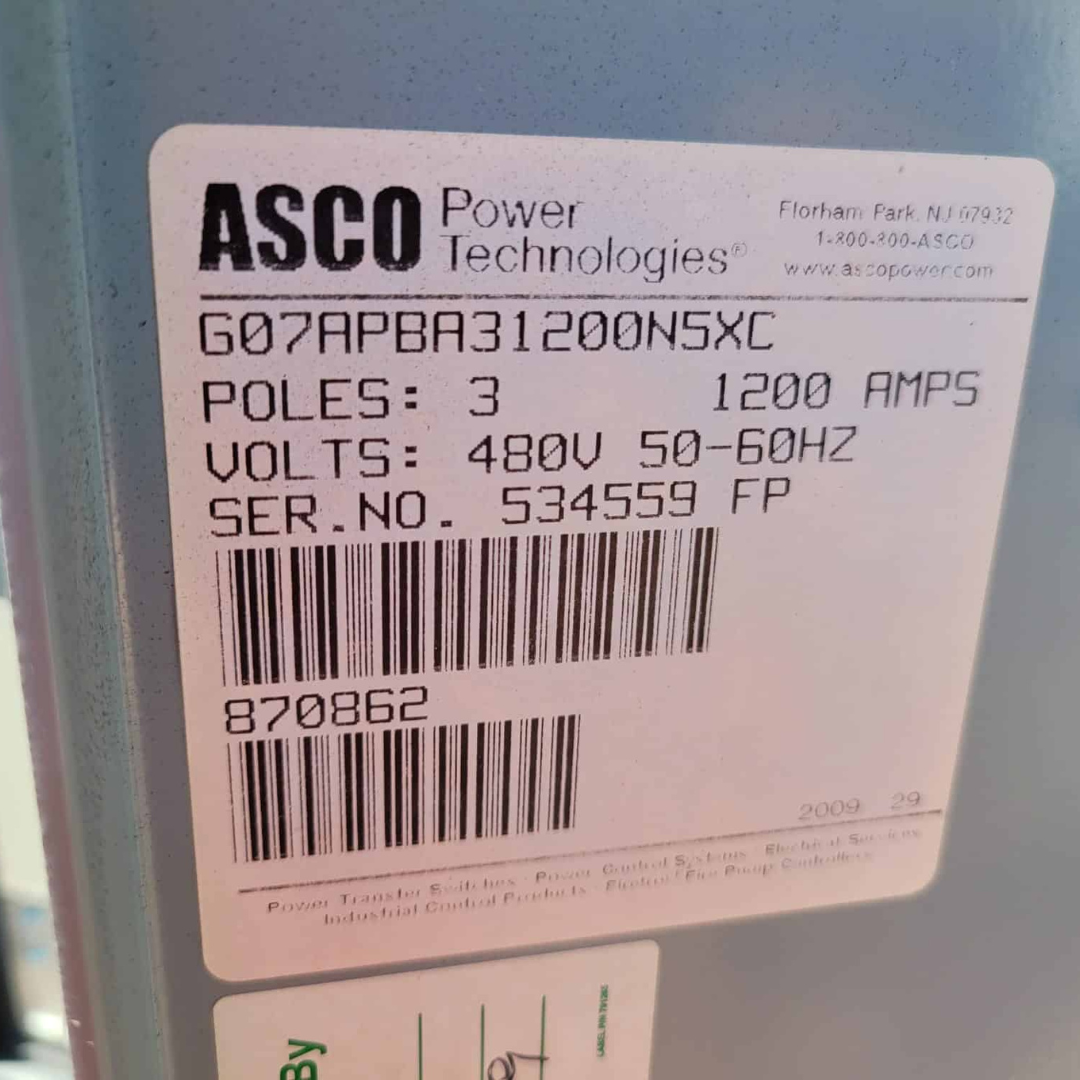 ASCO Power Technologies®
Florham Park, NJ 07932
1-800-800-ASCO
www.ascopower.com
G07APBA31200N5XC
POLES: 3 1200 AMPS
VOLTS: 480V 50-60HZ
SER.NO. 534559 FP
870862
2009 29
Power Transfer Switches · Power Control Systems · Electrical Services
Industrial Control Products · Firetrol Fire Pump Controllers
By